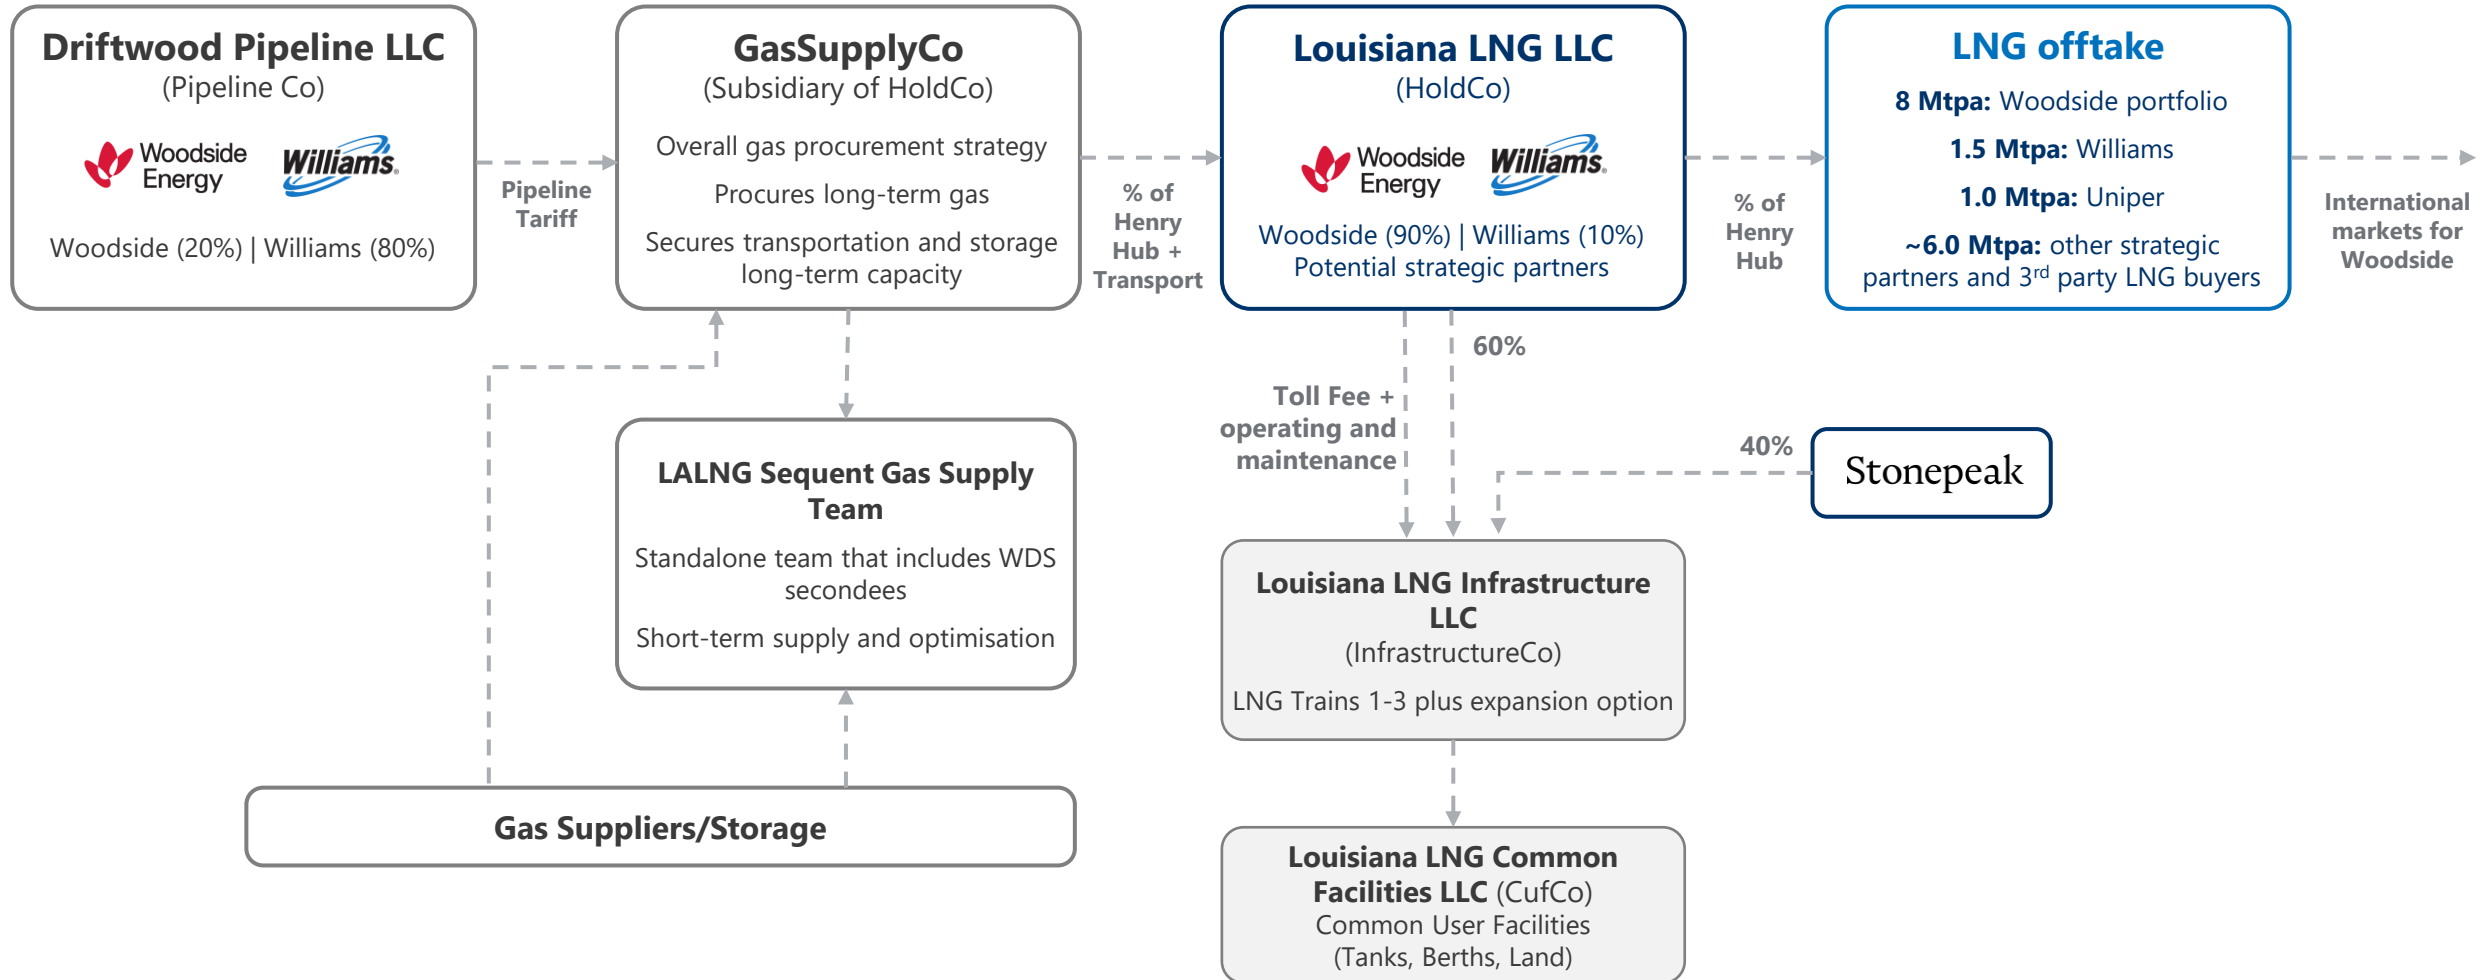 Driftwood Pipeline LLC
(Pipeline Co)
Woodside
Energy
Williams.
Woodside (20%) | Williams (80%)
Pipeline
Tariff
GasSupplyCo
(Subsidiary of HoldCo)
Overall gas procurement strategy
Procures long-term gas
Secures transportation and storage
long-term capacity
% of
Henry
Hub +
Transport
Louisiana LNG LLC
(HoldCo)
Woodside
Energy
Williams.
Woodside (90%) | Williams (10%)
Potential strategic partners
% of
Henry
Hub
LNG offtake
8 Mtpa: Woodside portfolio
1.5 Mtpa: Williams
1.0 Mtpa: Uniper
~6.0 Mtpa: other strategic
partners and 3rd party LNG buyers
International
markets for
Woodside
60%
Toll Fee +
operating and
maintenance
40%
Stonepeak
LALNG Sequent Gas Supply
Team
Standalone team that includes WDS
secondees
Short-term supply and optimisation
Louisiana LNG Infrastructure
LLC
(InfrastructureCo)
LNG Trains 1-3 plus expansion option
Gas Suppliers/Storage
Louisiana LNG Common
Facilities LLC (CufCo)
Common User Facilities
(Tanks, Berths, Land)